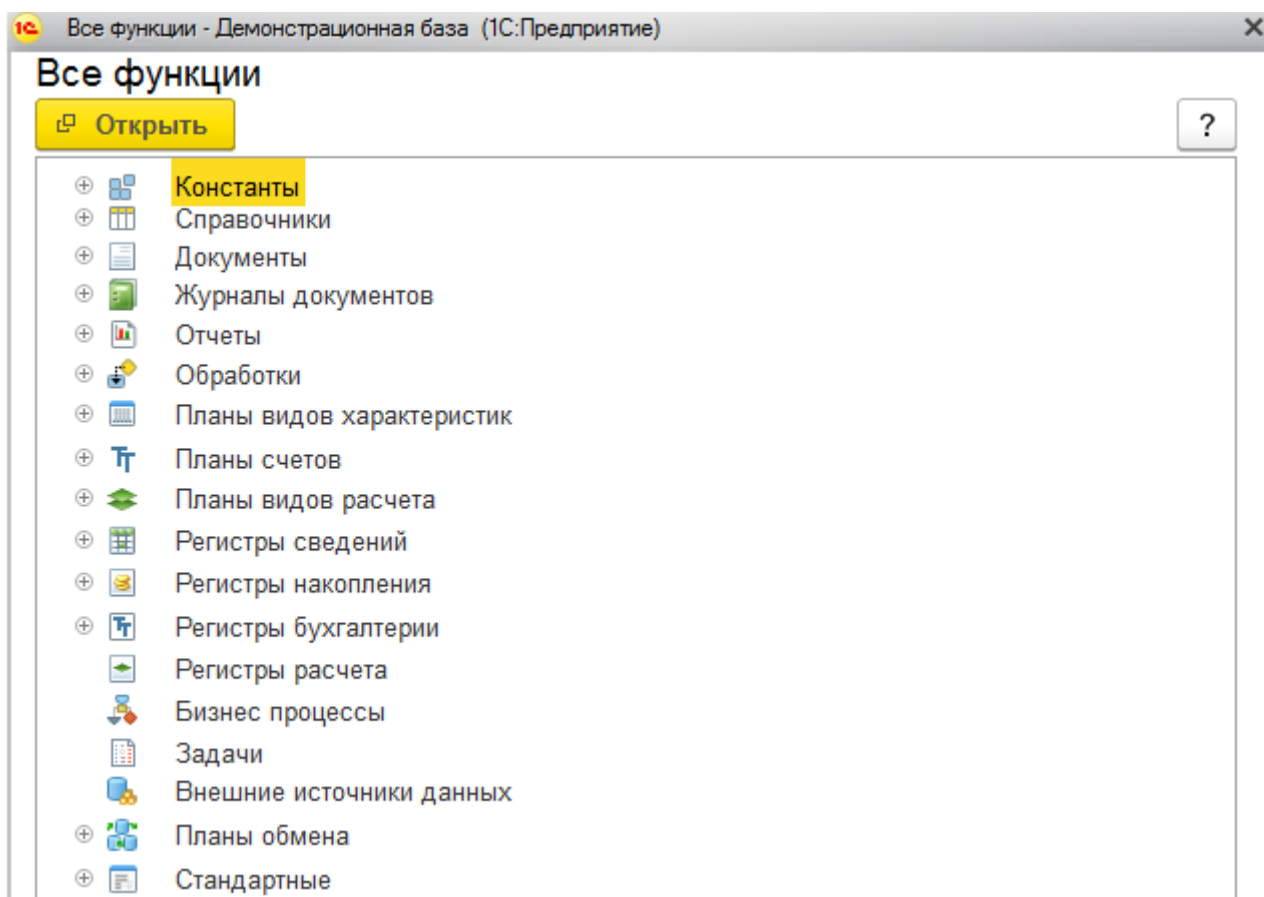 1С Все функции - Демонстрационная база (1С:Предприятие)
Все функции
Открыть ?
Константы
Справочники
Документы
Журналы документов
Отчеты
Обработки
Планы видов характеристик
Планы счетов
Планы видов расчета
Регистры сведений
Регистры накопления
Регистры бухгалтерии
Регистры расчета
Бизнес процессы
Задачи
Внешние источники данных
Планы обмена
Стандартные